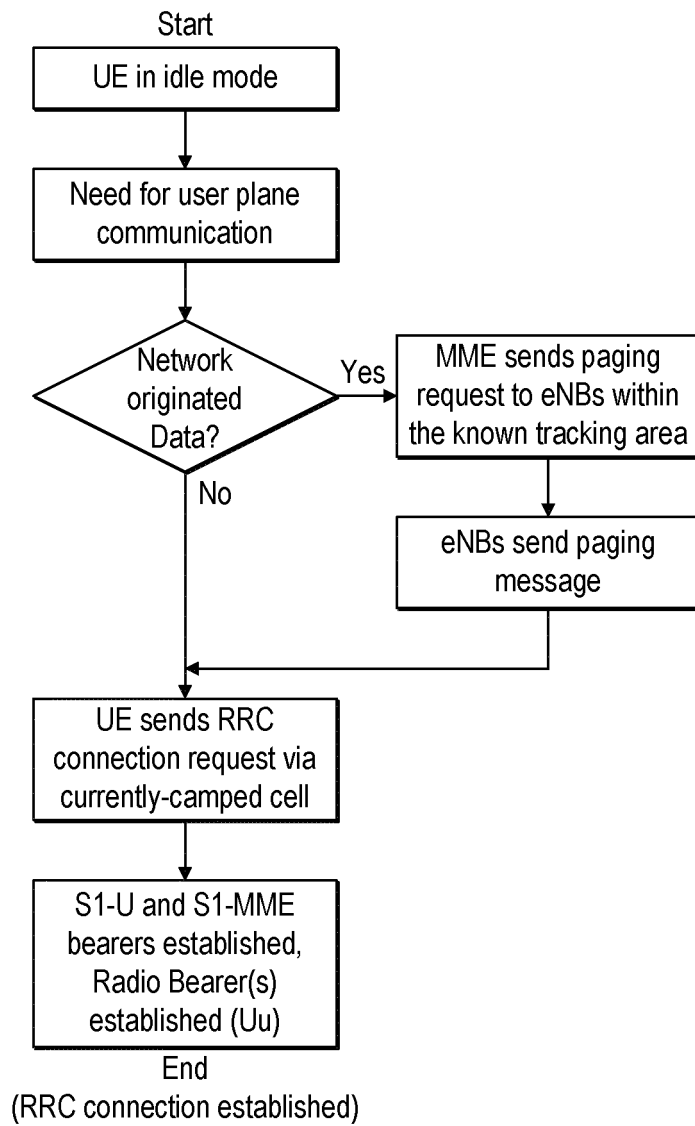 Start
UE in idle mode
Need for user plane
communication
Network
originated
Data?
Yes
MME sends paging
request to eNBs within
the known tracking area
No
eNBs send paging
message
UE sends RRC
connection request via
currently-camped cell
S1-U and S1-MME
bearers established,
Radio Bearer(s)
established (Uu)
End
(RRC connection established)